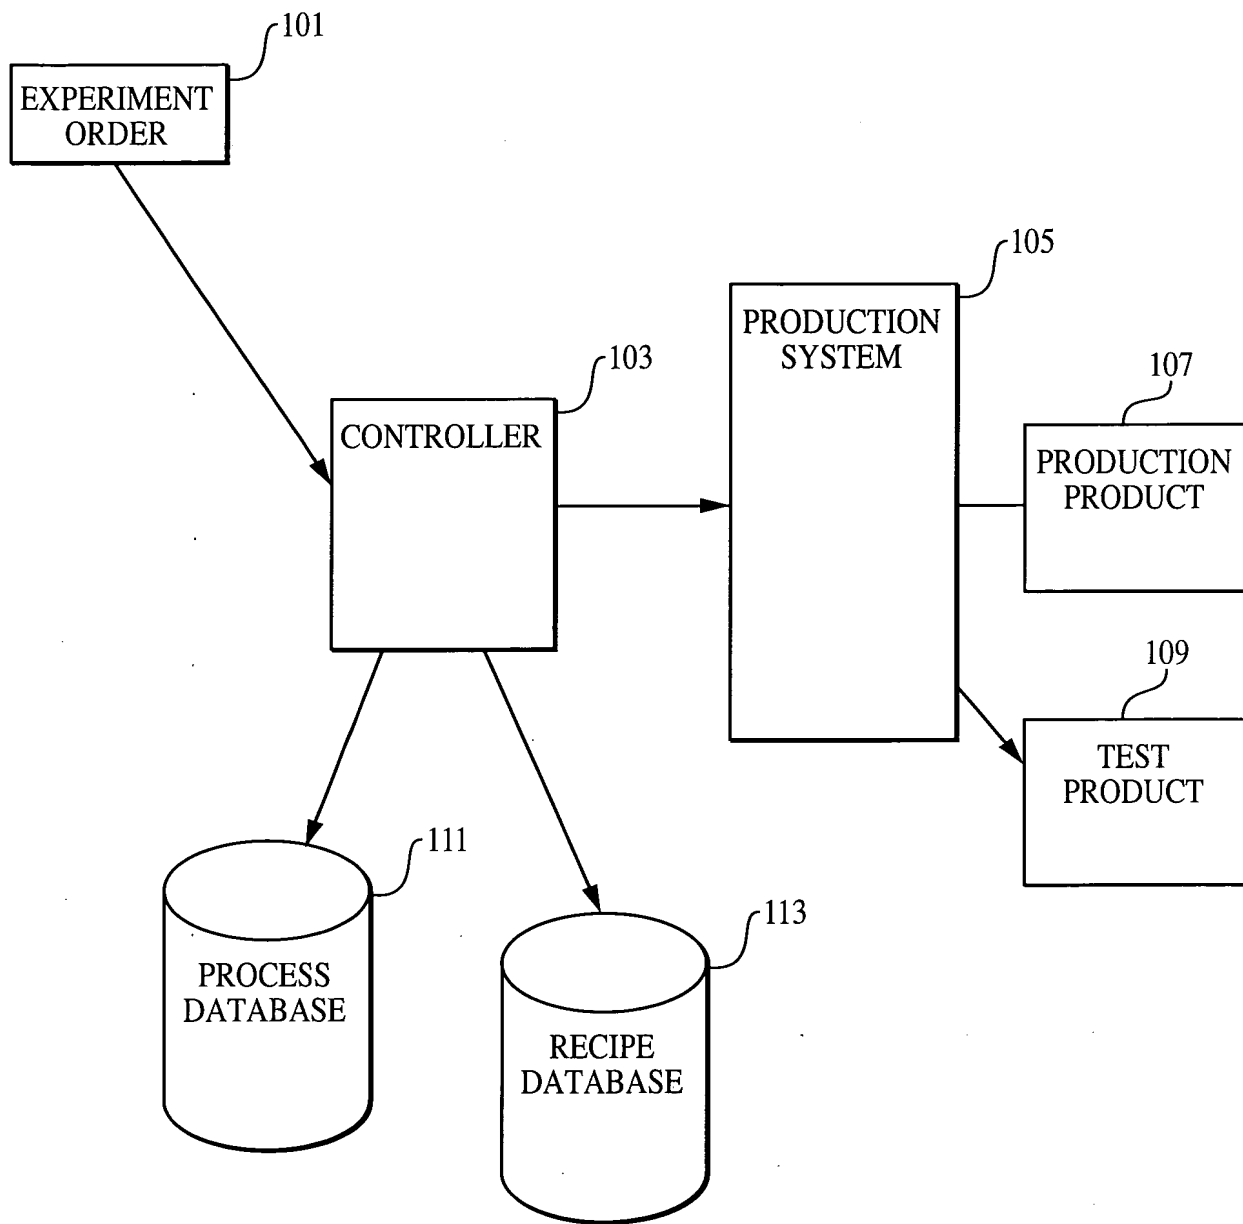 101
EXPERIMENT
ORDER
105
PRODUCTION
SYSTEM
103
CONTROLLER
107
PRODUCTION
PRODUCT
109
TEST
PRODUCT
111
PROCESS
DATABASE
113
RECIPE
DATABASE